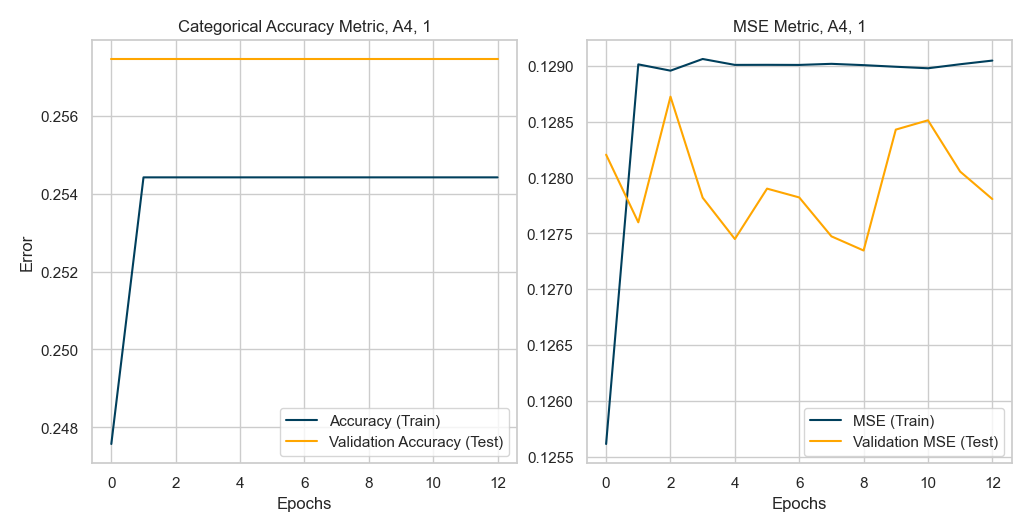 Categorical Accuracy Metric, A4, 1
Error
0.256
0.254
0.252
0.250
0.248
Accuracy (Train)
Validation Accuracy (Test)
0 2 4 6 8 10 12
Epochs
MSE Metric, A4, 1
0.1290
0.1285
0.1280
0.1275
0.1270
0.1265
0.1260
0.1255
MSE (Train)
Validation MSE (Test)
0 2 4 6 8 10 12
Epochs